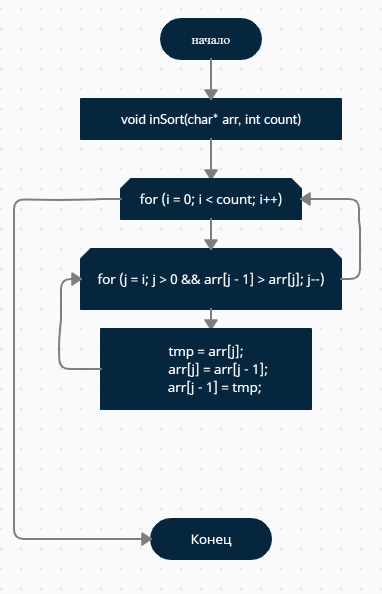 начало
void inSort(char* arr, int count)
for (i = 0; i < count; i++)
for (j = i; j > 0 && arr[j - 1] > arr[j]; j--)
tmp = arr[j];
arr[j] = arr[j - 1];
arr[j - 1] = tmp;
Конец